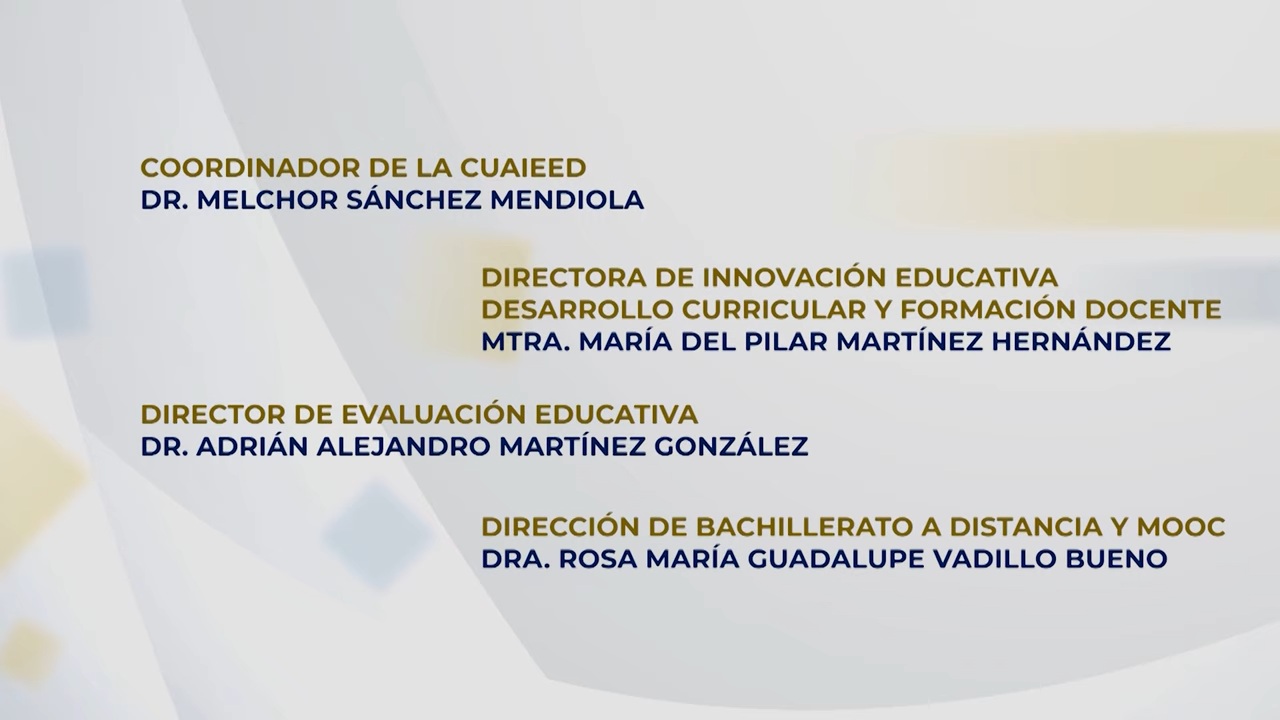 COORDINADOR DE LA CUAIEED
DR. MELCHOR SÁNCHEZ MENDIOLA
DIRECTORA DE INNOVACIÓN EDUCATIVA
DESARROLLO CURRICULAR Y FORMACIÓN DOCENTE
MTRA. MARÍA DEL PILAR MARTÍNEZ HERNÁNDEZ
DIRECTOR DE EVALUACIÓN EDUCATIVA
DR. ADRIÁN ALEJANDRO MARTÍNEZ GONZÁLEZ
DIRECCIÓN DE BACHILLERATO A DISTANCIA Y MOOC
DRA. ROSA MARÍA GUADALUPE VADILLO BUENO